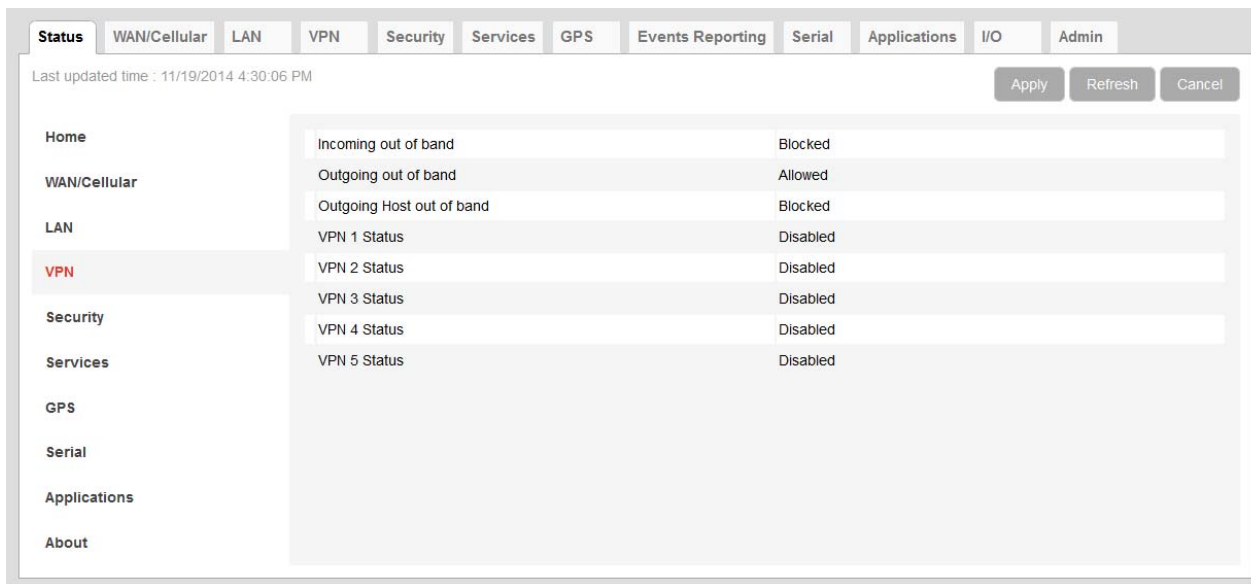 Status WAN/Cellular LAN VPN Security Services GPS Events Reporting Serial Applications I/O Admin
Last updated time : 11/19/2014 4:30:06 PM
Apply Refresh Cancel
Home
WAN/Cellular
LAN
VPN
Security
Services
GPS
Serial
Applications
About
Incoming out of band Blocked
Outgoing out of band Allowed
Outgoing Host out of band Blocked
VPN 1 Status Disabled
VPN 2 Status Disabled
VPN 3 Status Disabled
VPN 4 Status Disabled
VPN 5 Status Disabled